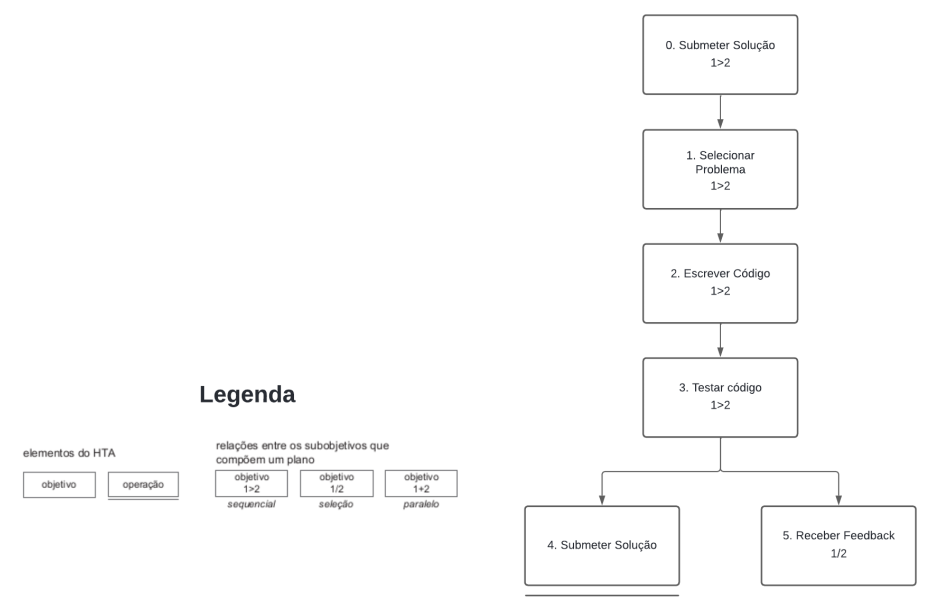 0. Submeter Solução
1>2
1. Selecionar
Problema
1>2
2. Escrever Código
1>2
3. Testar código
1>2
4. Submeter Solução
5. Receber Feedback
1/2
Legenda
elementos do HTA
objetivo
operação
relações entre os subobjetivos que
compõem um plano
objetivo
1>2
sequencial
objetivo
1/2
seleção
objetivo
1+2
paralelo